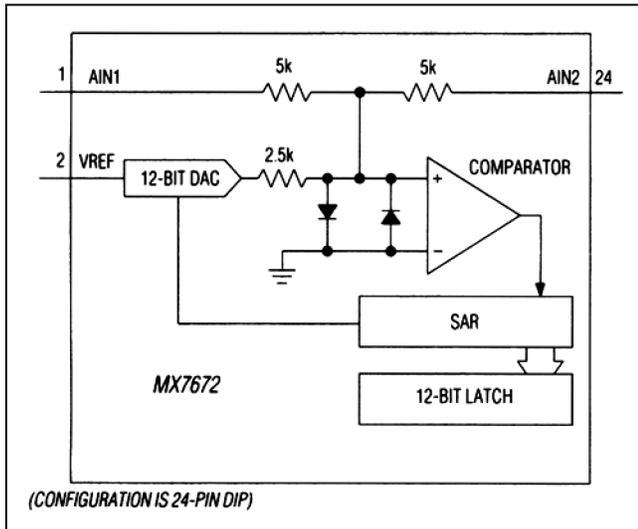 5k 5k
1 AIN1 AIN2 24
2 VREF 12-BIT DAC 2.5k COMPARATOR
+
−
SAR
MX7672
12-BIT LATCH
(CONFIGURATION IS 24-PIN DIP)